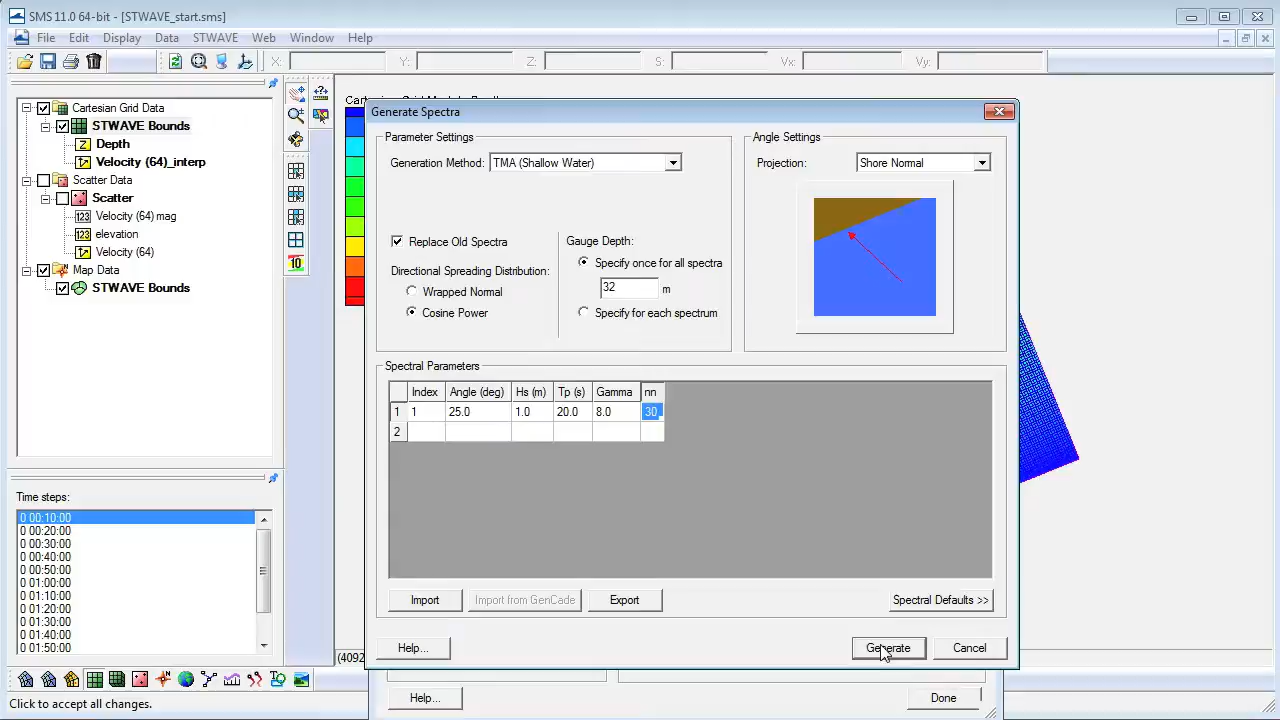 SMS 11.0 64-bit - [STWAVE_start.sms]
File Edit Display Data STWAVE Web Window Help
X: Y: Z: S: Vx: Vy:
Cartesian Grid Data
STWAVE Bounds
Depth
Velocity (64)_interp
Scatter Data
Scatter
Velocity (64) mag
elevation
Velocity (64)
Map Data
STWAVE Bounds
Time steps:
0 00:10:00
0 00:20:00
0 00:30:00
0 00:40:00
0 00:50:00
0 01:00:00
0 01:10:00
0 01:20:00
0 01:30:00
0 01:40:00
0 01:50:00
Generate Spectra
Parameter Settings
Generation Method: TMA (Shallow Water)
Replace Old Spectra
Directional Spreading Distribution:
Wrapped Normal
Cosine Power
Gauge Depth:
Specify once for all spectra
32 m
Specify for each spectrum
Angle Settings
Projection: Shore Normal
Spectral Parameters
Index Angle (deg) Hs (m) Tp (s) Gamma nn
1 1 25.0 1.0 20.0 8.0 30
2
Import Import from GenCade Export Spectral Defaults >>
Help... Generate Cancel
(4092
Help... Done
Click to accept all changes.